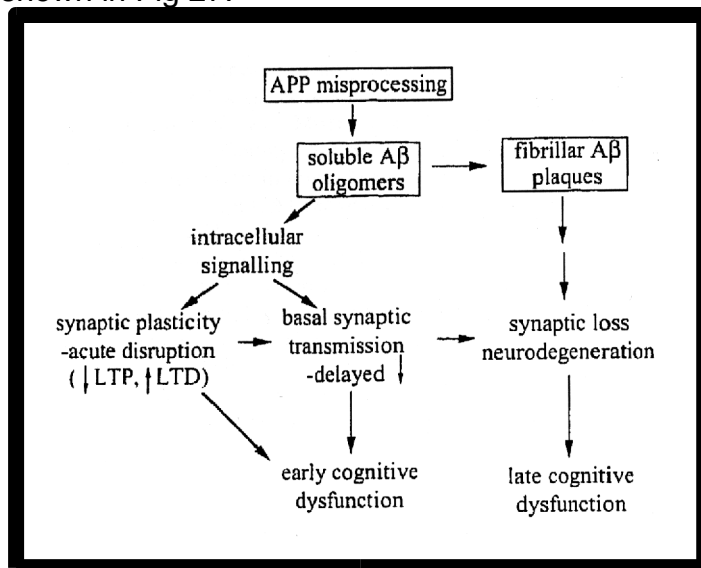 shown in Fig 2.
APP misprocessing
soluble Aβ
oligomers
fibrillar Aβ
plaques
intracellular
signalling
synaptic plasticity
-acute disruption
(↓LTP,↑LTD)
basal synaptic
transmission
-delayed ↓
synaptic loss
neurodegeneration
early cognitive
dysfunction
late cognitive
dysfunction